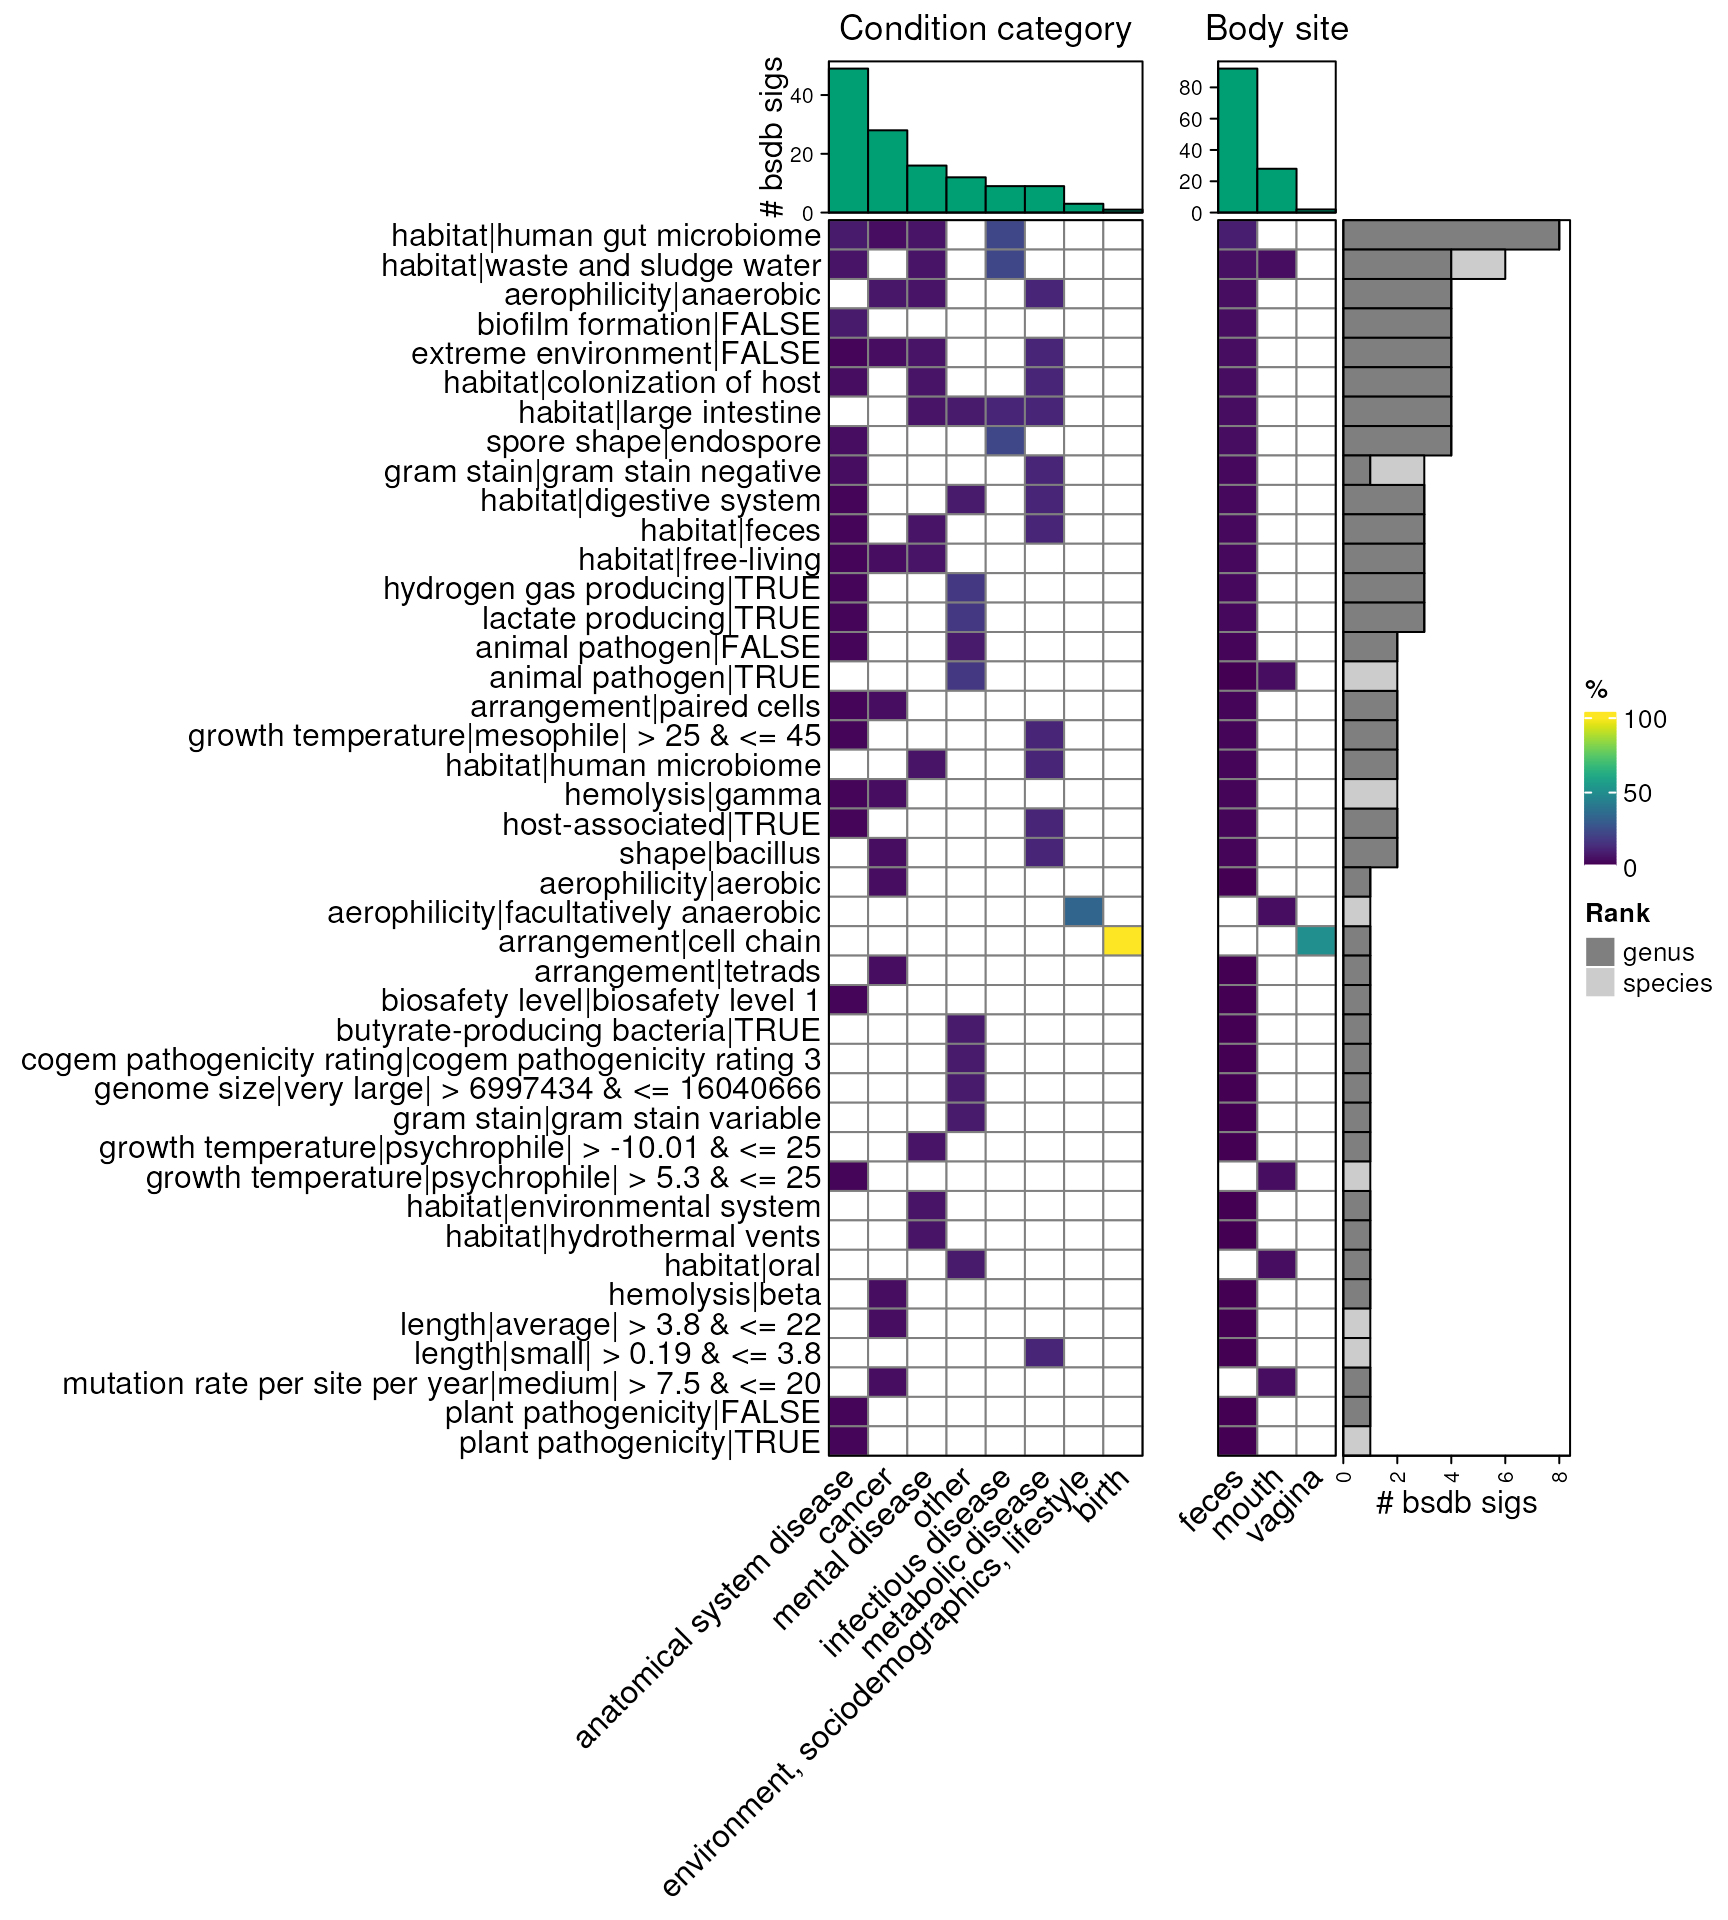 Condition category
Body site
# bsdb sigs
40
20
0
80
60
40
20
0
habitat|human gut microbiome
habitat|waste and sludge water
aerophilicity|anaerobic
biofilm formation|FALSE
extreme environment|FALSE
habitat|colonization of host
habitat|large intestine
spore shape|endospore
gram stain|gram stain negative
habitat|digestive system
habitat|feces
habitat|free-living
hydrogen gas producing|TRUE
lactate producing|TRUE
animal pathogen|FALSE
animal pathogen|TRUE
arrangement|paired cells
growth temperature|mesophile| > 25 & <= 45
habitat|human microbiome
hemolysis|gamma
host-associated|TRUE
shape|bacillus
aerophilicity|aerobic
aerophilicity|facultatively anaerobic
arrangement|cell chain
arrangement|tetrads
biosafety level|biosafety level 1
butyrate-producing bacteria|TRUE
cogem pathogenicity rating|cogem pathogenicity rating 3
genome size|very large| > 6997434 & <= 16040666
gram stain|gram stain variable
growth temperature|psychrophile| > -10.01 & <= 25
growth temperature|psychrophile| > 5.3 & <= 25
habitat|environmental system
habitat|hydrothermal vents
habitat|oral
hemolysis|beta
length|average| > 3.8 & <= 22
length|small| > 0.19 & <= 3.8
mutation rate per site per year|medium| > 7.5 & <= 20
plant pathogenicity|FALSE
plant pathogenicity|TRUE
anatomical system disease
cancer
mental disease
other
infectious disease
metabolic disease
environment, sociodemographics, lifestyle
birth
feces
mouth
vagina
0
2
4
6
8
# bsdb sigs
%
100
50
0
Rank
genus
species